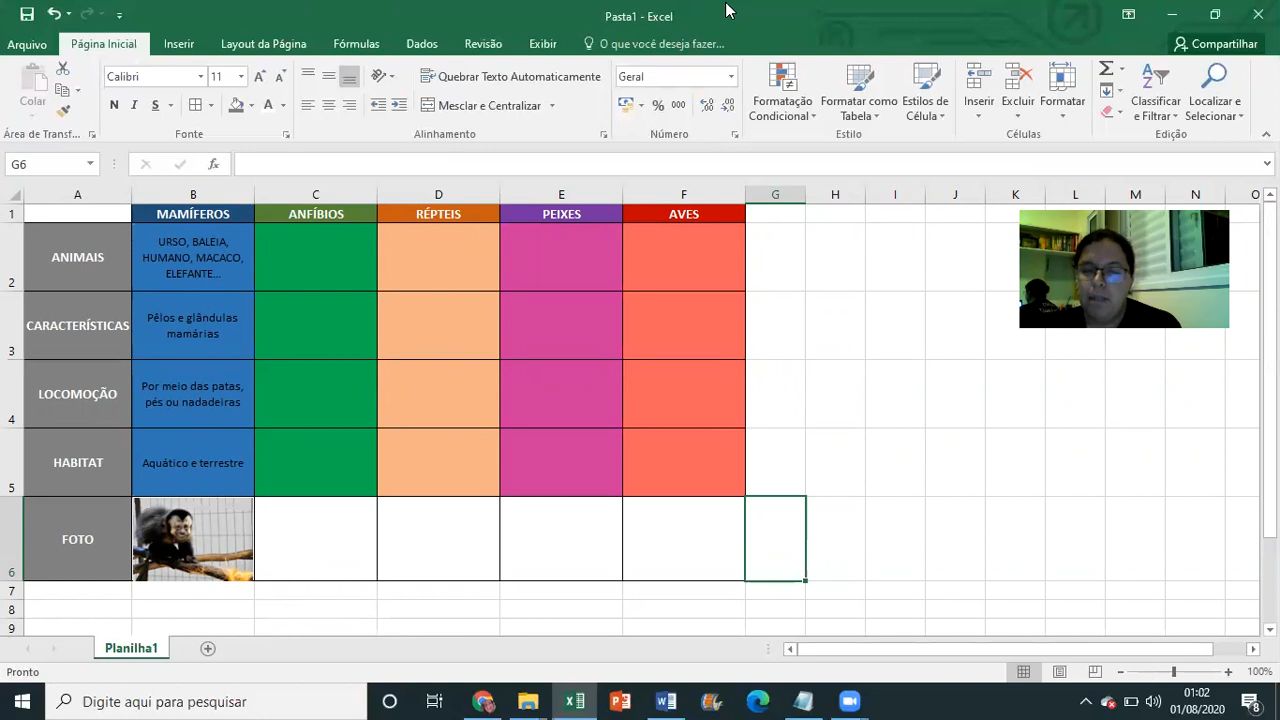 Pasta1 - Excel
Arquivo
Página Inicial
Inserir
Layout da Página
Fórmulas
Dados
Revisão
Exibir
O que você deseja fazer...
Compartilhar
Colar
Calibri
11
N I S
Quebrar Texto Automaticamente
Mesclar e Centralizar
Geral
% 000
Formatação Condicional
Formatar como Tabela
Estilos de Célula
Inserir
Excluir
Formatar
Classificar e Filtrar
Localizar e Selecionar
Área de Transf...
Fonte
Alinhamento
Número
Estilo
Células
Edição
G6
fx
A B C D E F G H I J K L M N O
1 MAMÍFEROS ANFÍBIOS RÉPTEIS PEIXES AVES
2 ANIMAIS
URSO, BALEIA,
HUMANO, MACACO,
ELEFANTE...
3 CARACTERÍSTICAS
Pêlos e glândulas
mamárias
4 LOCOMOÇÃO
Por meio das patas,
pés ou nadadeiras
5 HABITAT
Aquático e terrestre
6 FOTO
7
8
9
Planilha1
Pronto
100%
Digite aqui para pesquisar
01:02
01/08/2020
8